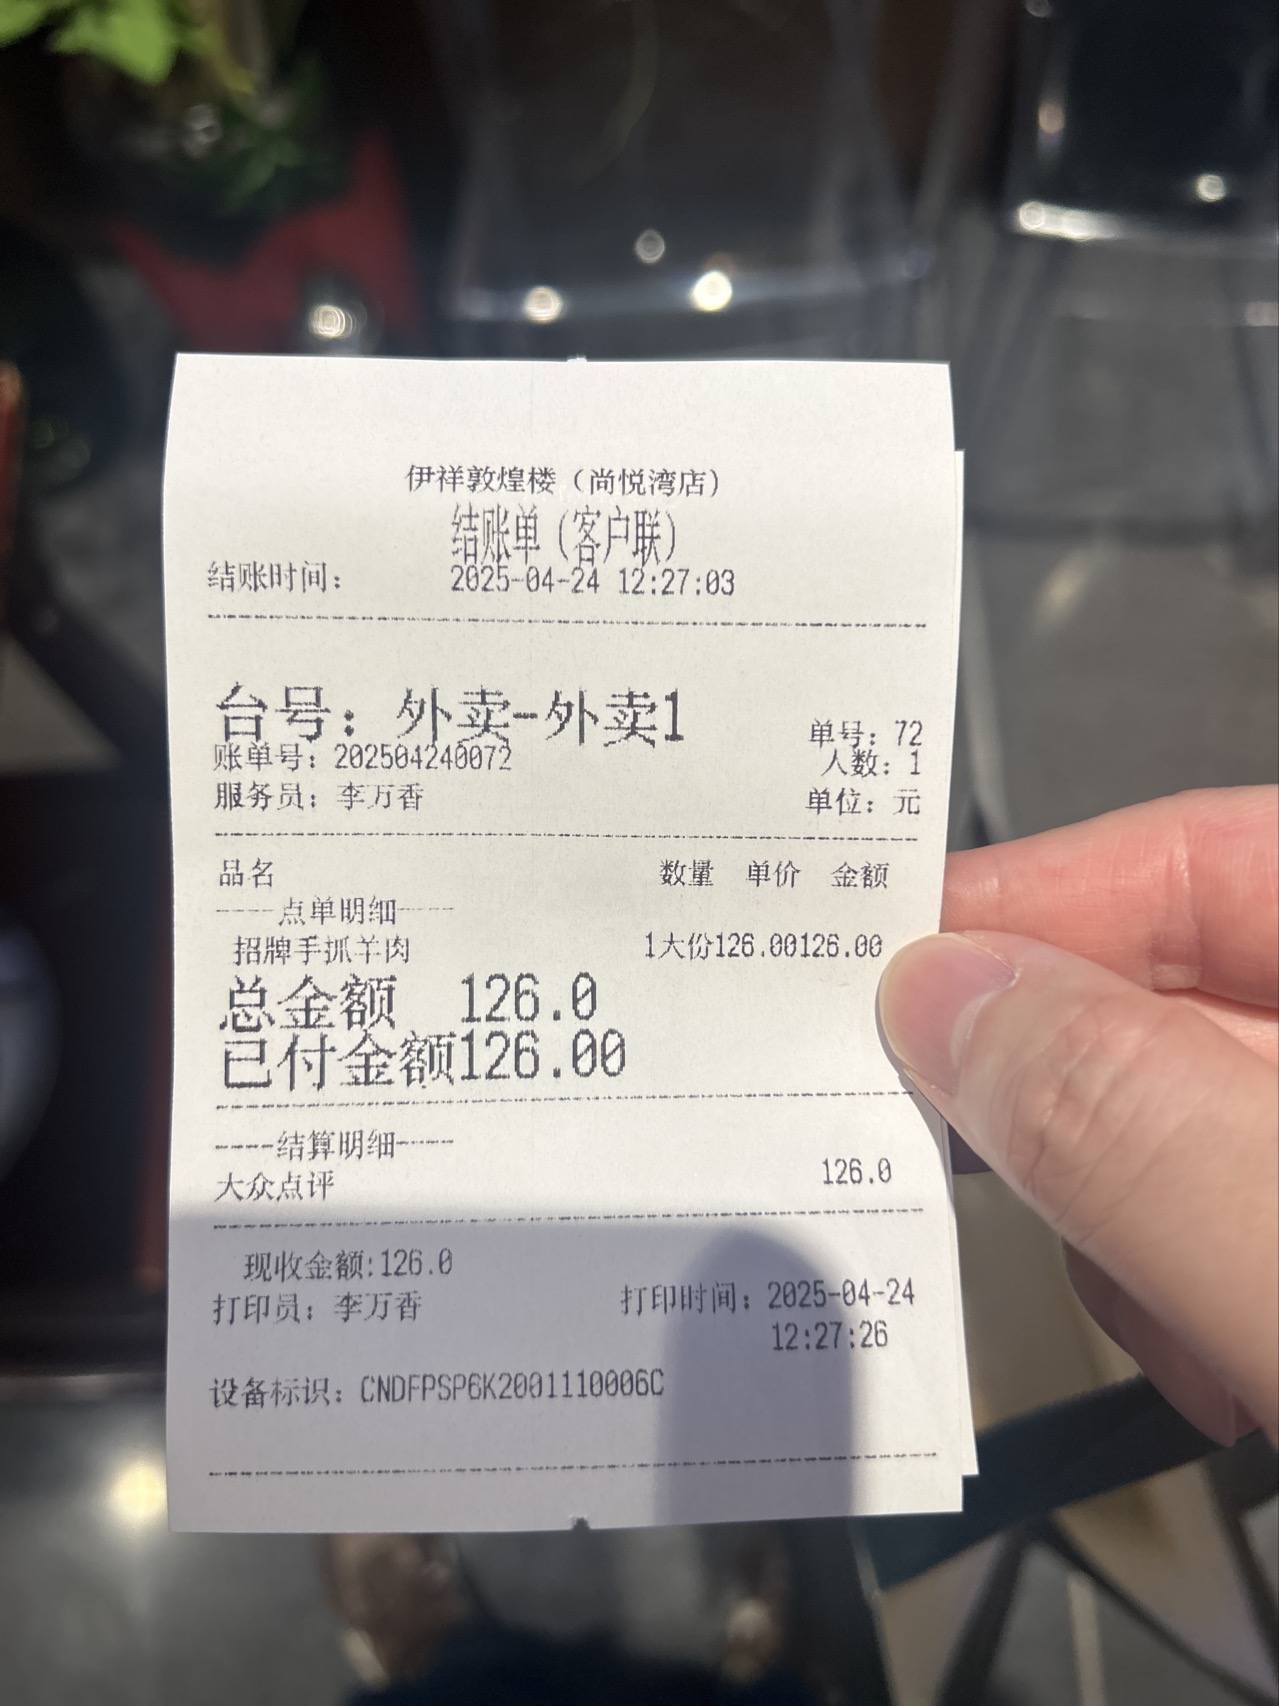 伊祥敦煌楼（尚悦湾店）
结账单（客户联）
结账时间： 2025-04-24 12:27:03
台号：外卖-外卖1
单号：72
账单号：202504240072
人数：1
服务员：李万香
单位：元
品名 数量 单价 金额
----点单明细----
招牌手抓羊肉 1大份126.00126.00
总金额 126.0
已付金额126.00
----结算明细----
大众点评 126.0
现收金额:126.0
打印员：李万香 打印时间：2025-04-24
12:27:26
设备标识：CNDFPSP6K2001110006C